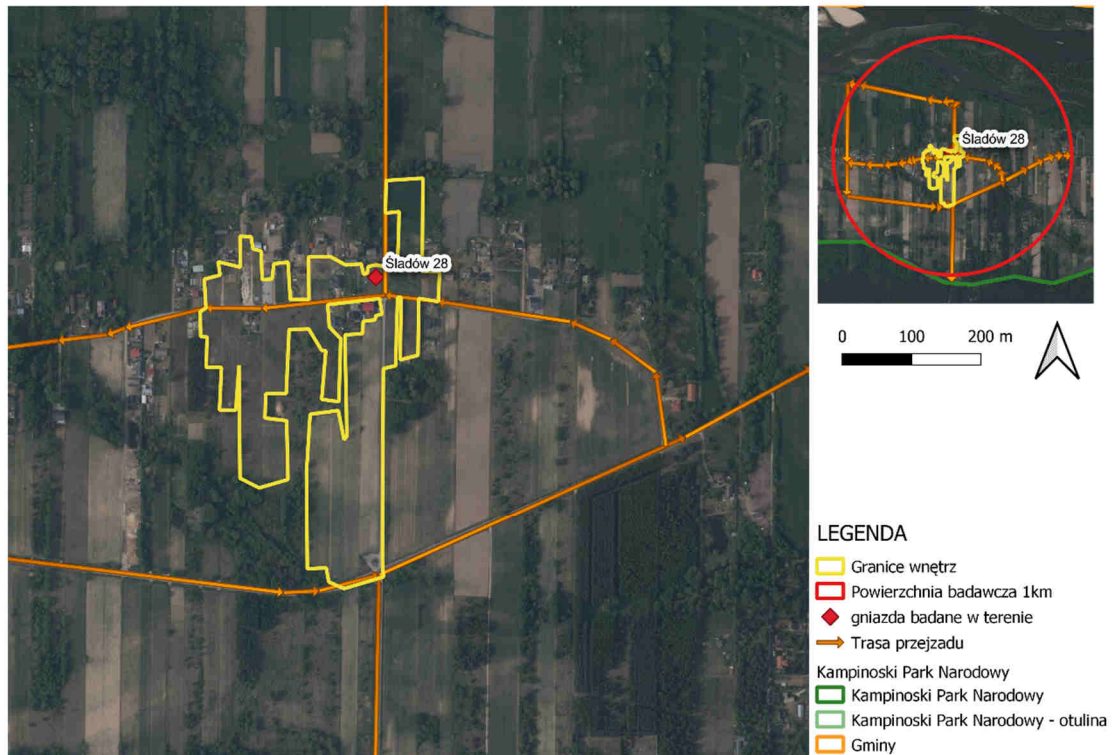 Śladów 28
Śladów 28
0 100 200 m
LEGENDA
Granice wnętrz
Powierzchnia badawcza 1km
gniazda badane w terenie
Trasa przejzadu
Kampinoski Park Narodowy
Kampinoski Park Narodowy
Kampinoski Park Narodowy - otulina
Gminy